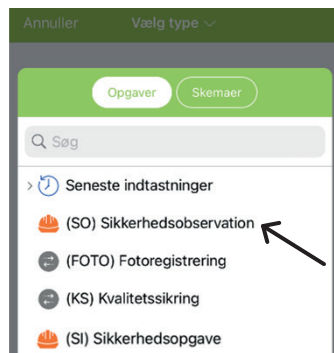 Annuller Vælg type
Opgaver Skemaer
Søg
Seneste indtastninger
(SO) Sikkerhedsobservation
(FOTO) Fotoregistrering
(KS) Kvalitetssikring
(SI) Sikkerhedsopgave